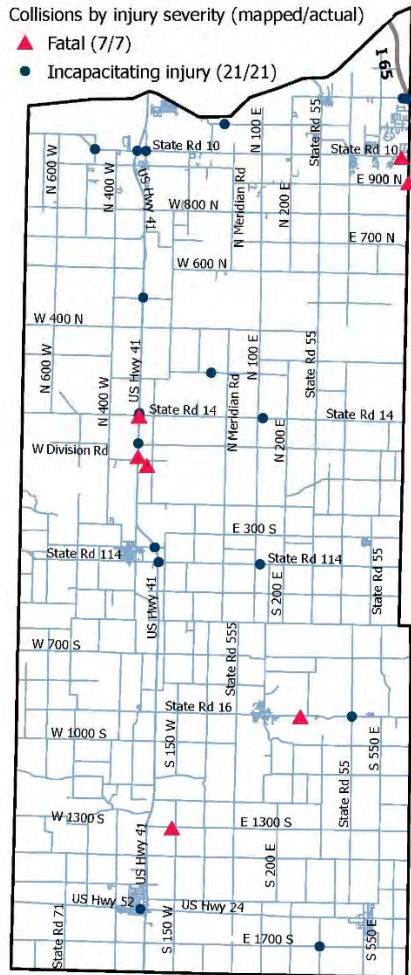 Collisions by injury severity (mapped/actual)
Fatal (7/7)
Incapacitating injury (21/21)
I-65
State Rd 55
N 100 E
State Rd 10
State Rd 10
N 600 W
N 400 W
US Hwy 41
N Meridian Rd
N 200 E
E 900 N
W 800 N
E 700 N
W 600 N
W 400 N
US Hwy 41
N 600 W
N 400 W
N 100 E
State Rd 55
N Meridian Rd
State Rd 14
State Rd 14
N 200 E
W Division Rd
E 300 S
State Rd 114
State Rd 114
State Rd 55
US Hwy 41
S 200 E
W 700 S
State Rd 555
State Rd 16
W 1000 S
S 150 W
State Rd 55
S 550 E
W 1300 S
US Hwy 41
E 1300 S
S 200 E
US Hwy 52
US Hwy 24
State Rd 71
S 150 W
E 1700 S
S 550 E